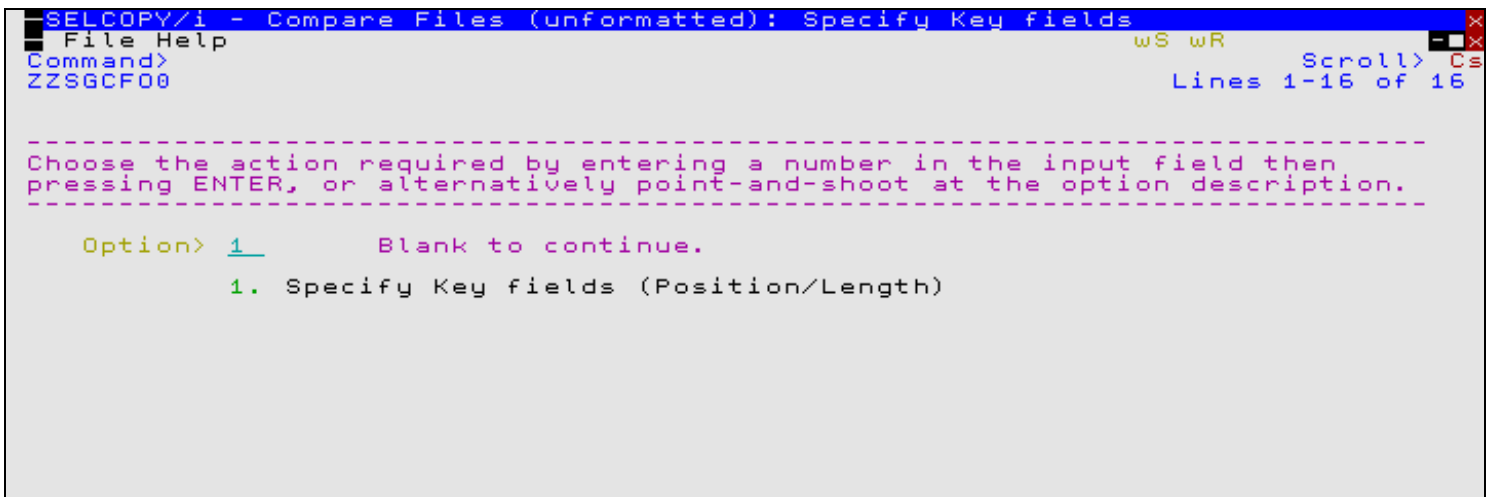 SELCOPY/i - Compare Files (unformatted): Specify Key fields
File Help wS wR
Command> Scroll> Cs
ZZSGCFO0 Lines 1-16 of 16
--------------------------------------------------------------------------
Choose the action required by entering a number in the input field then
pressing ENTER, or alternatively point-and-shoot at the option description.
--------------------------------------------------------------------------
Option> 1 Blank to continue.
1. Specify Key fields (Position/Length)